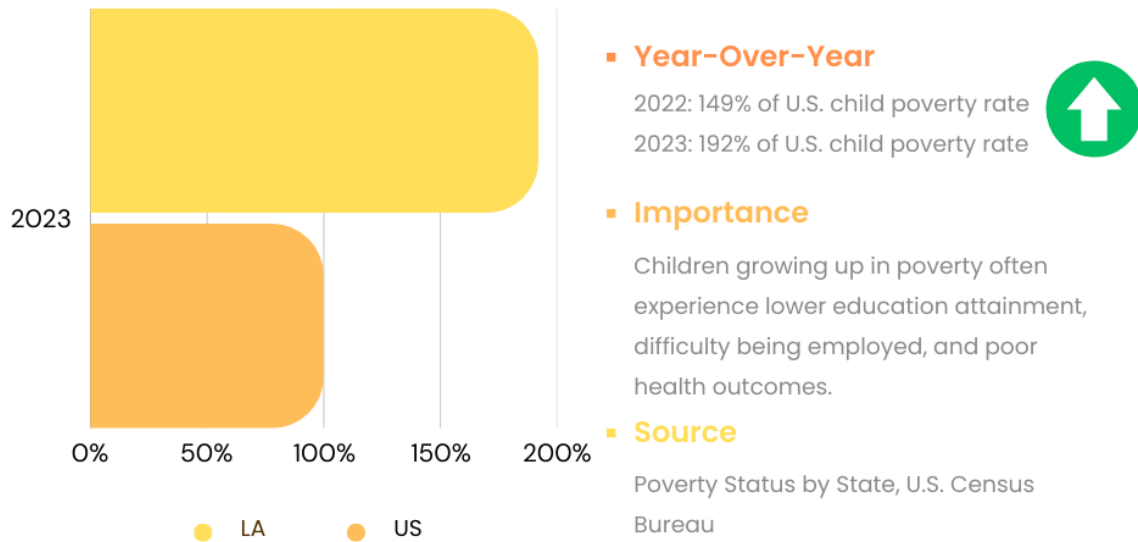 2023
0%
50%
100%
150%
200%
LA
US
Year-Over-Year
2022: 149% of U.S. child poverty rate
2023: 192% of U.S. child poverty rate
Importance
Children growing up in poverty often
experience lower education attainment,
difficulty being employed, and poor
health outcomes.
Source
Poverty Status by State, U.S. Census
Bureau